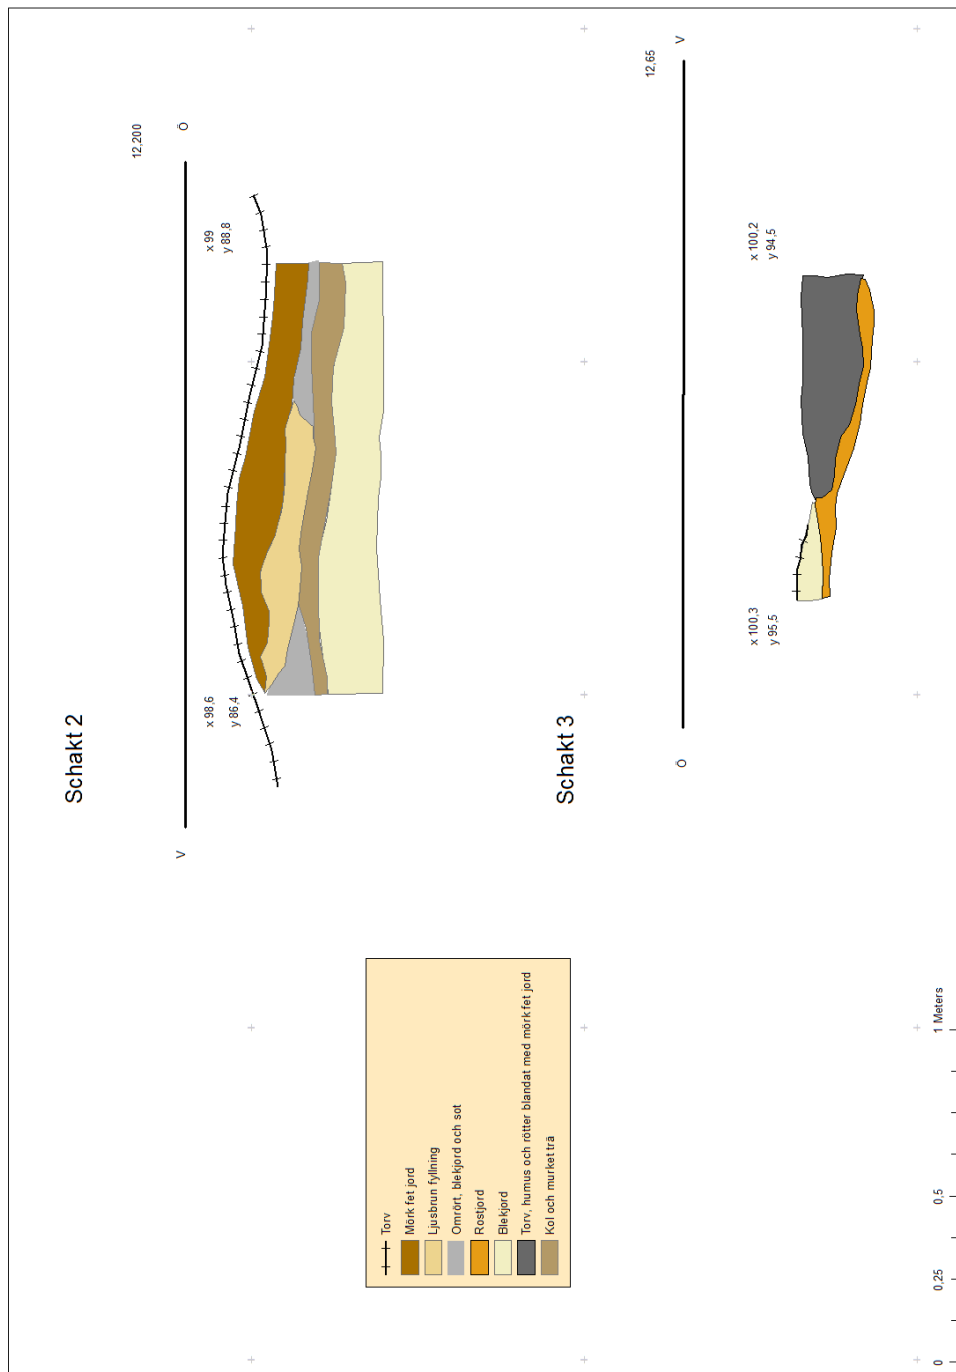 Schakt 2
V
12,200
Ö
x 98,6
y 86,4
x 99
y 88,8
Schakt 3
Ö
12,65
V
x 100,3
y 95,5
x 100,2
y 94,5
Torv
Mörk fet jord
Ljusbrun fyllning
Omrört, blekjord och sot
Rostjord
Blekjord
Torv, humus och rötter blandat med mörk fet jord
Kol och murket trä
0 0,25 0,5 1 Meters